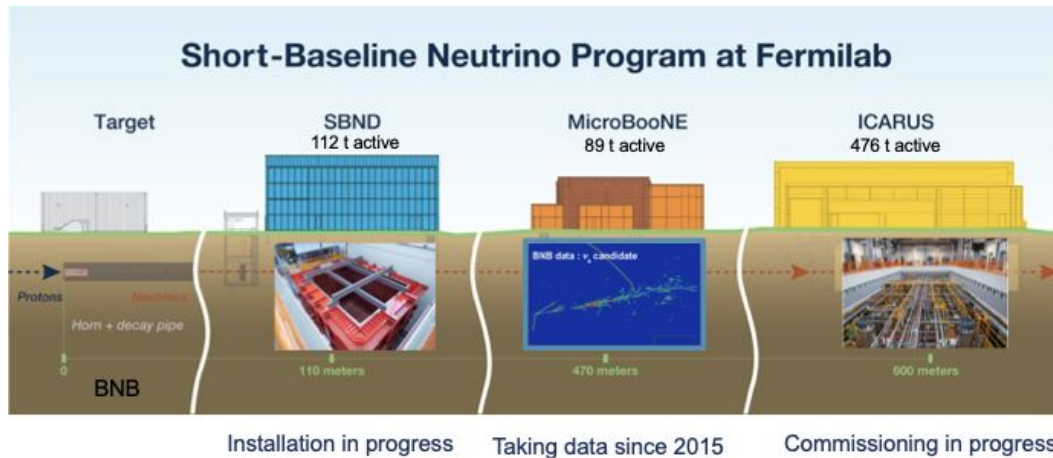 Short-Baseline Neutrino Program at Fermilab
Target
SBND
112 t active
MicroBooNE
89 t active
ICARUS
476 t active
BNB data : νe candidate
Protons
Neutrinos
Horn + decay pipe
0
110 meters
470 meters
600 meters
BNB
Installation in progress
Taking data since 2015
Commissioning in progress